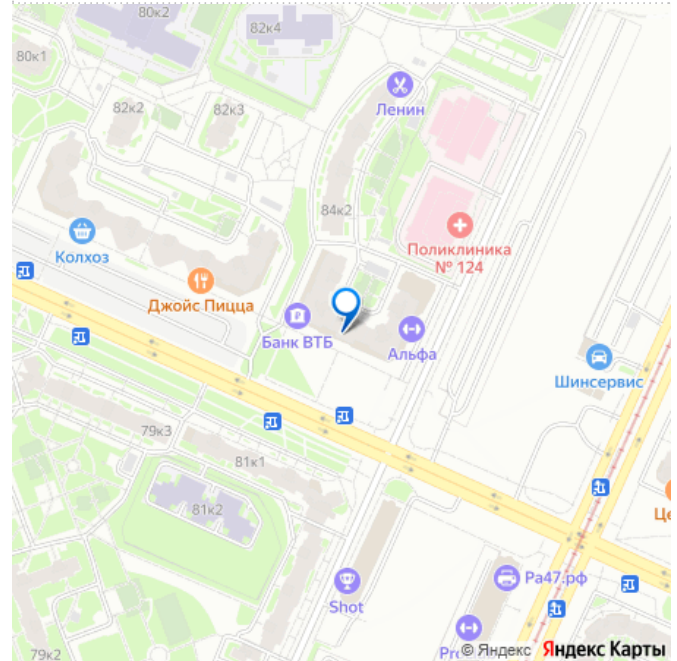 80к2
82к4
80к1
82к2
82к3
Ленин
84к2
Колхоз
Поликлиника
№ 124
Джойс Пицца
Банк ВТБ
Альфа
Шинсервис
79к3
81к1
81к2
Ра47.рф
Shot
79к2
© Яндекс Яндекс Карты